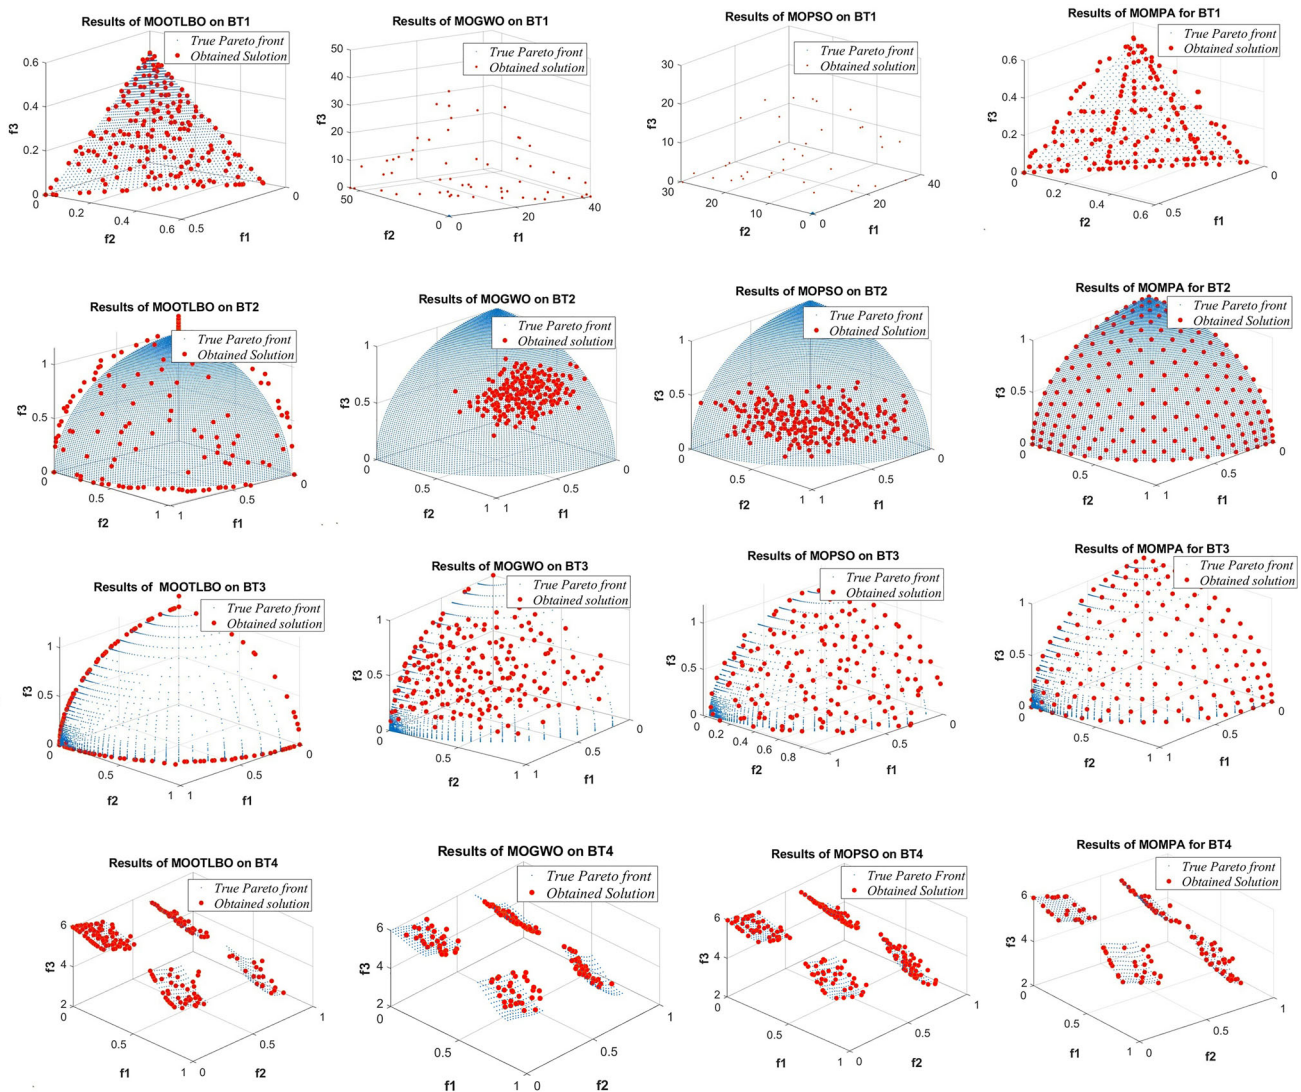 Results of MOOTLBO on BT1
True Pareto front
Obtained Sulotion
0.6
0.4
0.2
0
f3
0
0.2
0.4
0.6
f2
0.5
0
f1
Results of MOGWO on BT1
True Pareto front
Obtained solution
50
40
30
20
10
0
f3
50
0
f2
0
20
40
f1
Results of MOPSO on BT1
True Pareto front
Obtained solution
30
20
10
0
f3
30
20
10
0
f2
0
20
40
f1
Results of MOMPA for BT1
True Pareto front
Obtained solution
0.6
0.4
0.2
0
f3
0
0.2
0.4
0.6
f2
0.5
0
f1
Results of MOOTLBO on BT2
True Pareto front
Obtained Solution
1
0.5
0
f3
0
0.5
1
f2
1
0.5
0
f1
Results of MOGWO on BT2
True Pareto front
Obtained Solution
1
0.5
0
f3
0
0.5
1
f2
1
0.5
0
f1
Results of MOPSO on BT2
True Pareto front
Obtained Solution
1
0.5
0
f3
0
0.5
1
f2
1
0.5
0
f1
Results of MOMPA for BT2
True Pareto front
Obtained Solution
1
0.5
0
f3
0
0.5
1
f2
1
0.5
0
f1
Results of MOOTLBO on BT3
True Pareto front
Obtained solution
1
0.5
0
f3
0
0.5
1
f2
1
0.5
0
f1
Results of MOGWO on BT3
True Pareto front
Obtained solution
1
0.5
0
f3
0
0.5
1
f2
1
0.5
0
f1
Results of MOPSO on BT3
True Pareto front
Obtained solution
1
0.5
0
f3
0
0.2
0.4
0.6
0.8
f2
1
0.5
0
f1
Results of MOMPA for BT3
True Pareto front
Obtained solution
1
0.5
0
f3
0
0.5
1
f2
1
0.5
0
f1
Results of MOOTLBO on BT4
True Pareto front
Obtained solution
6
4
2
f3
0
0.5
1
f1
0
0.5
1
f2
Results of MOGWO on BT4
True Pareto front
Obtained Solution
6
4
2
f3
0
0.5
1
f1
0
0.5
1
f2
Results of MOPSO on BT4
True Pareto front
Obtained Solution
6
4
2
f3
0
0.5
1
f1
0
0.5
1
f2
Results of MOMPA for BT4
True Pareto front
Obtained Solution
6
4
2
f3
0
0.5
1
f1
0
0.5
1
f2